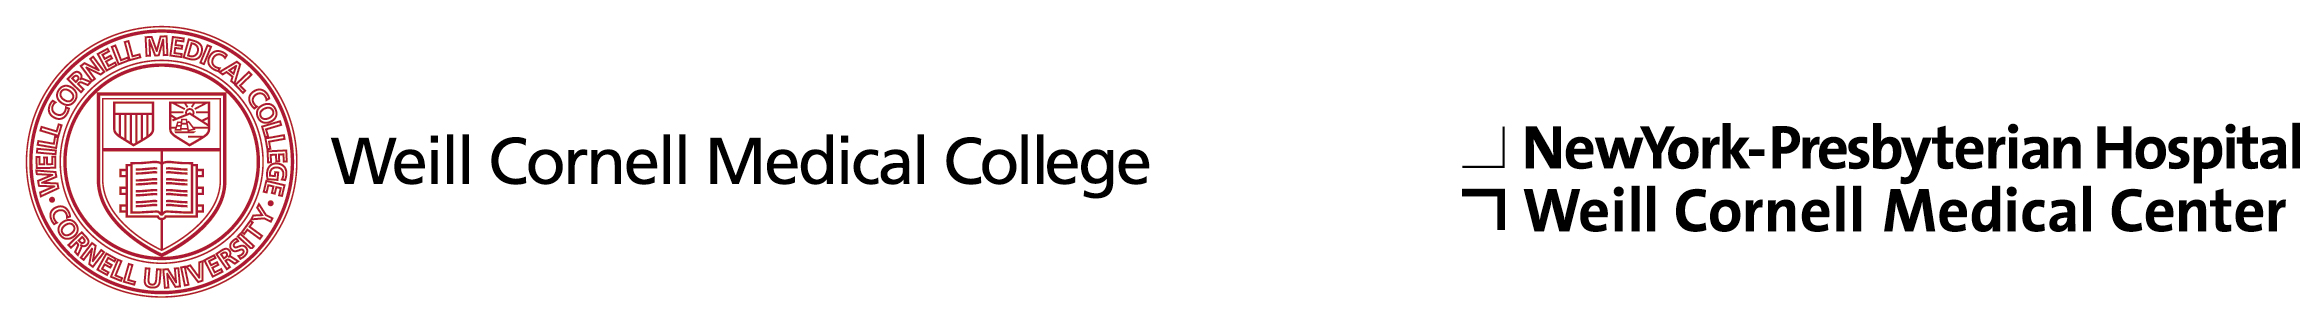 WEILL CORNELL MEDICAL COLLEGE
• CORNELL UNIVERSITY •
Weill Cornell Medical College
NewYork-Presbyterian Hospital
Weill Cornell Medical Center